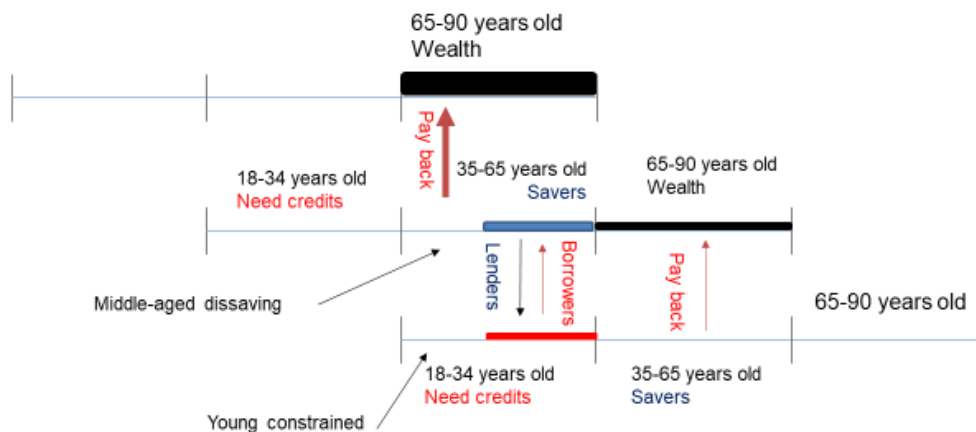 65-90 years old
Wealth
Pay back
18-34 years old
Need credits
35-65 years old
Savers
65-90 years old
Wealth
Middle-aged dissaving
Lenders
Borrowers
Pay back
65-90 years old
18-34 years old
Need credits
35-65 years old
Savers
Young constrained